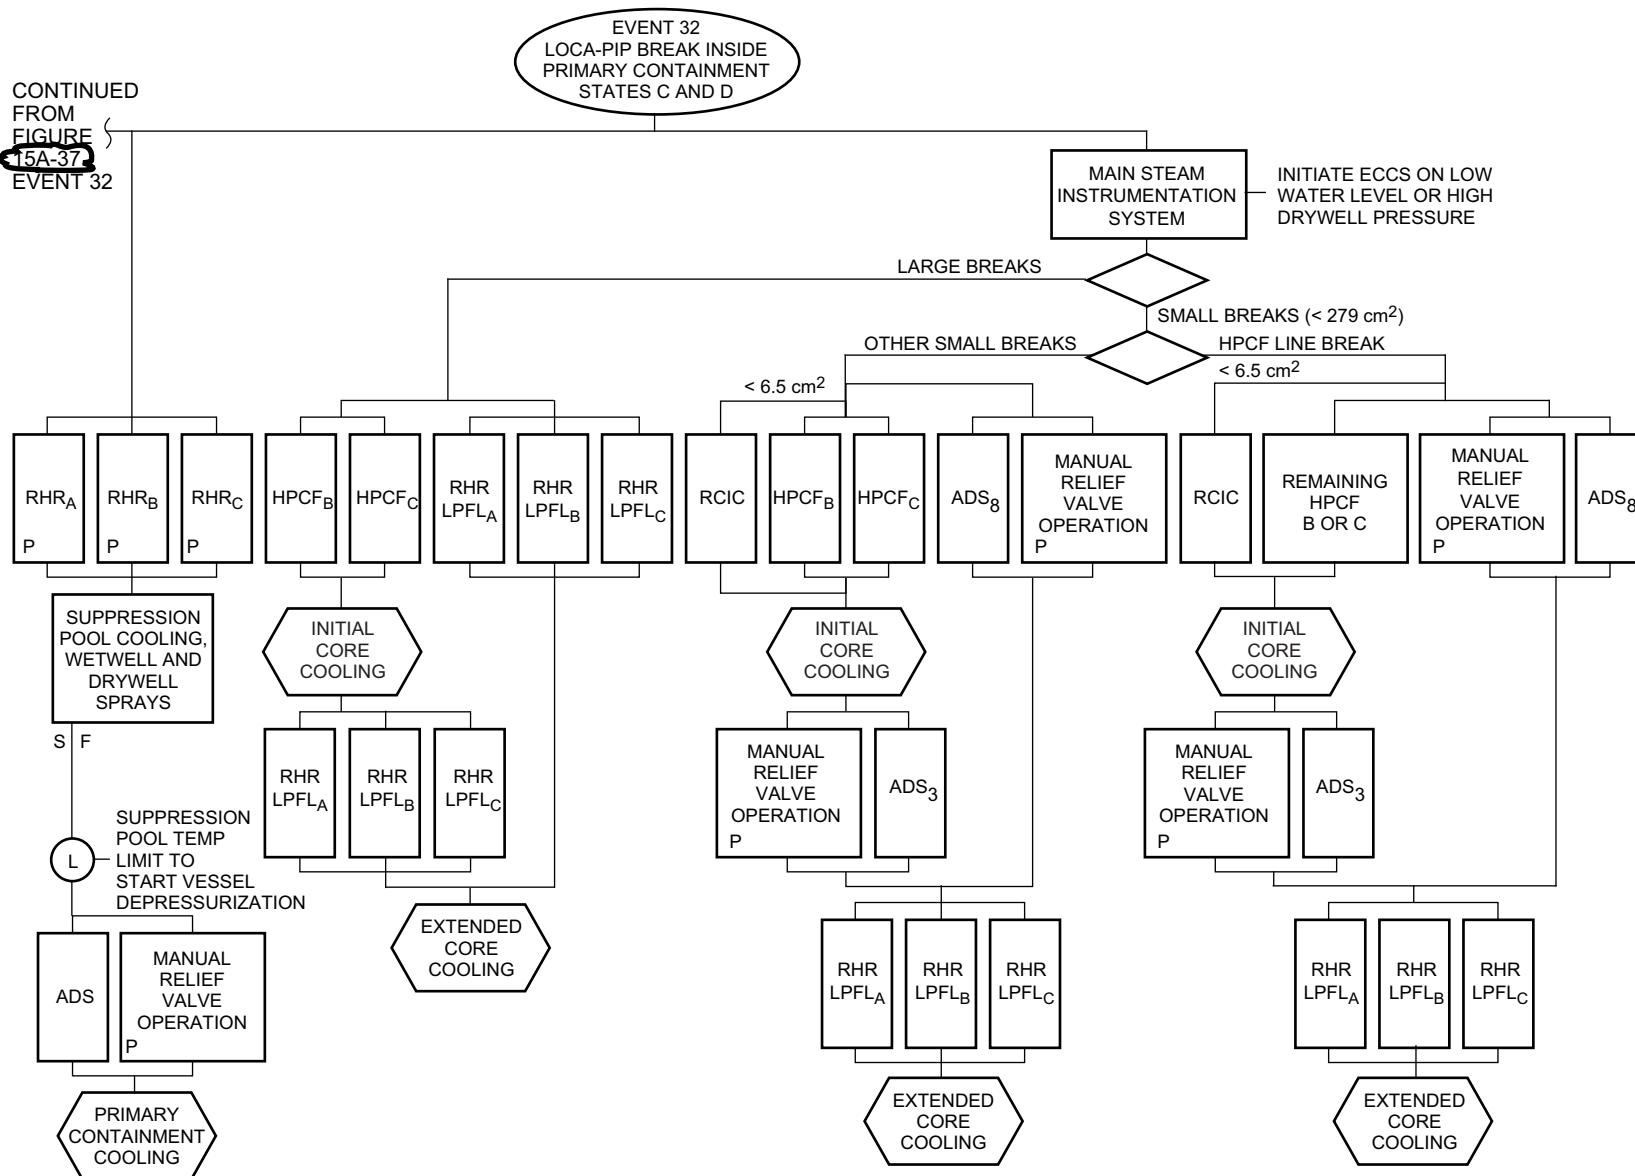 EVENT 32
LOCA-PIP BREAK INSIDE
PRIMARY CONTAINMENT
STATES C AND D
CONTINUED
FROM
FIGURE
15A-37
EVENT 32
MAIN STEAM
INSTRUMENTATION
SYSTEM
INITIATE ECCS ON LOW
WATER LEVEL OR HIGH
DRYWELL PRESSURE
LARGE BREAKS
SMALL BREAKS (< 279 cm2)
OTHER SMALL BREAKS
HPCF LINE BREAK
< 6.5 cm2
< 6.5 cm2
RHRA
P
RHRB
P
RHRC
P
HPCFB
HPCFC
RHR
LPFLA
RHR
LPFLB
RHR
LPFLC
RCIC
HPCFB
HPCFC
ADS8
MANUAL
RELIEF
VALVE
OPERATION
P
RCIC
REMAINING
HPCF
B OR C
MANUAL
RELIEF
VALVE
OPERATION
P
ADS8
SUPPRESSION
POOL COOLING,
WETWELL AND
DRYWELL
SPRAYS
S F
INITIAL
CORE
COOLING
INITIAL
CORE
COOLING
INITIAL
CORE
COOLING
RHR
LPFLA
RHR
LPFLB
RHR
LPFLC
MANUAL
RELIEF
VALVE
OPERATION
P
ADS3
MANUAL
RELIEF
VALVE
OPERATION
P
ADS3
L
SUPPRESSION
POOL TEMP
LIMIT TO
START VESSEL
DEPRESSURIZATION
EXTENDED
CORE
COOLING
ADS
MANUAL
RELIEF
VALVE
OPERATION
P
RHR
LPFLA
RHR
LPFLB
RHR
LPFLC
RHR
LPFLA
RHR
LPFLB
RHR
LPFLC
PRIMARY
CONTAINMENT
COOLING
EXTENDED
CORE
COOLING
EXTENDED
CORE
COOLING